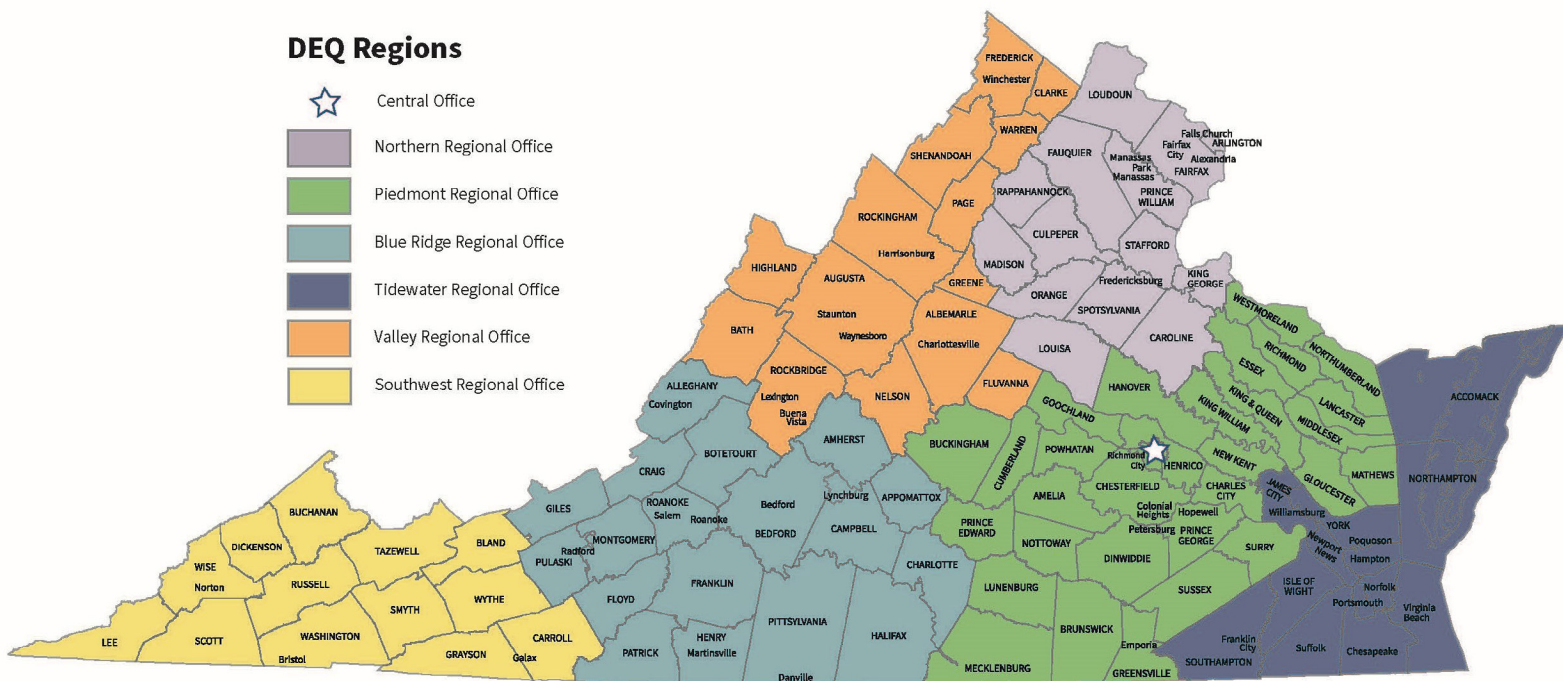 DEQ Regions
Central Office
Northern Regional Office
Piedmont Regional Office
Blue Ridge Regional Office
Tidewater Regional Office
Valley Regional Office
Southwest Regional Office
FREDERICK
Winchester
CLARKE
WARREN
SHENANDOAH
PAGE
ROCKINGHAM
Harrisonburg
HIGHLAND
AUGUSTA
Staunton
Waynesboro
GREENE
ALBEMARLE
Charlottesville
BATH
ROCKBRIDGE
Lexington
Buena
Vista
NELSON
FLUVANNA
LOUDOUN
Falls Church
ARLINGTON
Fairfax
City
Alexandria
FAIRFAX
FAUQUIER
Manassas
Park
Manassas
PRINCE
WILLIAM
RAPPAHANNOCK
CULPEPER
STAFFORD
MADISON
KING
GEORGE
Fredericksburg
ORANGE
SPOTSYLVANIA
CAROLINE
LOUISA
WESTMORELAND
RICHMOND
NORTHUMBERLAND
ESSEX
LANCASTER
KING & QUEEN
KING WILLIAM
MIDDLESEX
HANOVER
GOOCHLAND
BUCKINGHAM
CUMBERLAND
POWHATAN
Richmond
City
HENRICO
NEW KENT
MATHEWS
GLOUCESTER
CHESTERFIELD
CHARLES
CITY
AMELIA
Colonial
Heights
Hopewell
Petersburg
PRINCE
GEORGE
PRINCE
EDWARD
NOTTOWAY
DINWIDDIE
SURRY
SUSSEX
LUNENBURG
BRUNSWICK
Emporia
MECKLENBURG
GREENSVILLE
ACCOMACK
NORTHAMPTON
JAMES
CITY
Williamsburg
YORK
Newport
News
Poquoson
Hampton
ISLE OF
WIGHT
Norfolk
Portsmouth
Virginia
Beach
Franklin
City
SOUTHAMPTON
Suffolk
Chesapeake
ALLEGHANY
Covington
BOTETOURT
AMHERST
CRAIG
ROANOKE
Salem
Roanoke
Bedford
BEDFORD
Lynchburg
APPOMATTOX
CAMPBELL
GILES
MONTGOMERY
Radford
PULASKI
CHARLOTTE
FLOYD
FRANKLIN
PITTSYLVANIA
HALIFAX
PATRICK
HENRY
Martinsville
Danville
BUCHANAN
DICKENSON
WISE
Norton
TAZEWELL
BLAND
RUSSELL
SMYTH
WYTHE
LEE
SCOTT
WASHINGTON
Bristol
GRAYSON
CARROLL
Galax